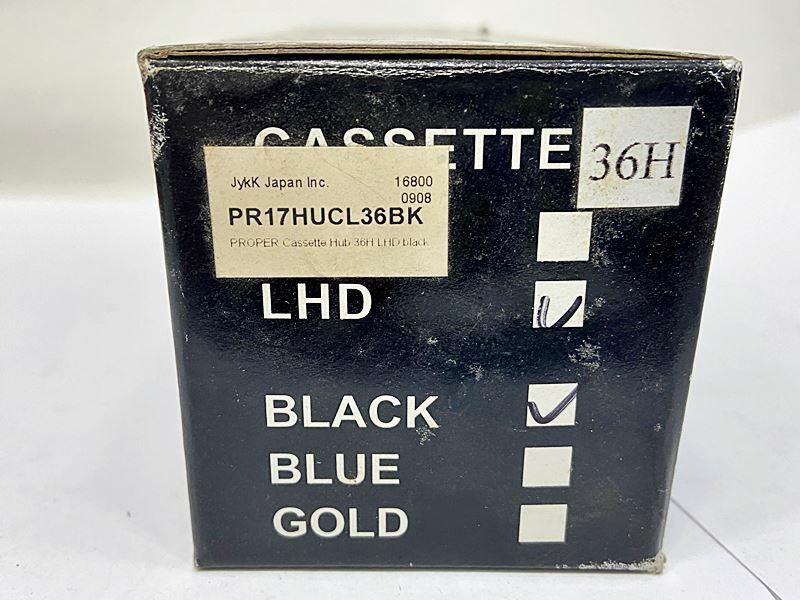 CASSETTE
36H
JykK Japan Inc. 16800
0908
PR17HUCL36BK
PROPER Cassette Hub 36H LHD black
LHD
BLACK
BLUE
GOLD